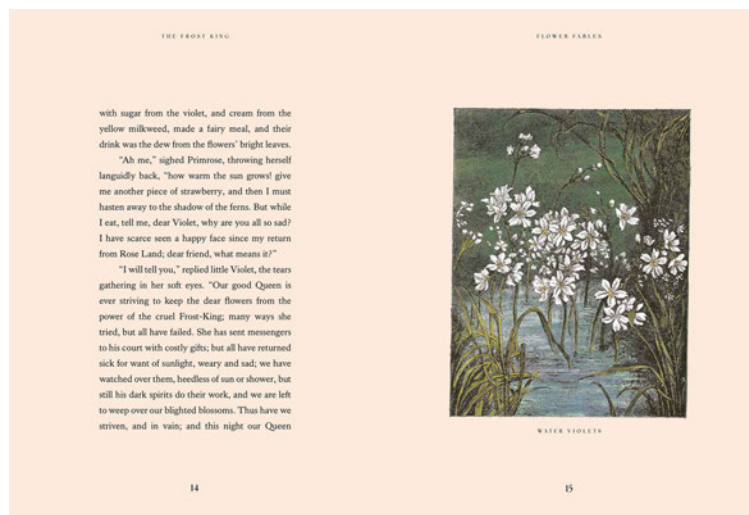 THE FROST KING
with sugar from the violet, and cream from the
yellow milkweed, made a fairy meal, and their
drink was the dew from the flowers' bright leaves.
"Ah me," sighed Primrose, throwing herself
languidly back, "how warm the sun grows! give
me another piece of strawberry, and then I must
hasten away to the shadow of the ferns. But while
I eat, tell me, dear Violet, why are you all so sad?
I have scarce seen a happy face since my return
from Rose Land; dear friend, what means it?"
"I will tell you," replied little Violet, the tears
gathering in her soft eyes. "Our good Queen is
ever striving to keep the dear flowers from the
power of the cruel Frost-King; many ways she
tried, but all have failed. She has sent messengers
to his court with costly gifts; but all have returned
sick for want of sunlight, weary and sad; we have
watched over them, heedless of sun or shower, but
still his dark spirits do their work, and we are left
to weep over our blighted blossoms. Thus have we
striven, and in vain; and this night our Queen
14
FLOWER FABLES
WATER VIOLETS
15